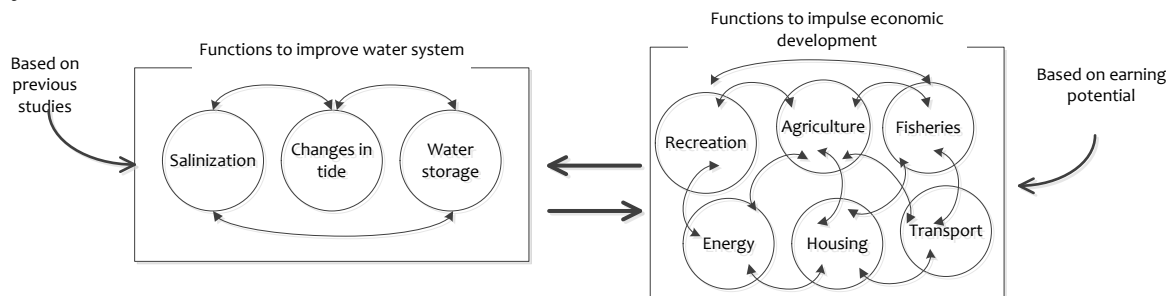 Functions to impulse economic
development
Functions to improve water system
Based on
previous
studies
Based on earning
potential
Salinization
Changes in
tide
Water
storage
Recreation
Agriculture
Fisheries
Energy
Housing
Transport